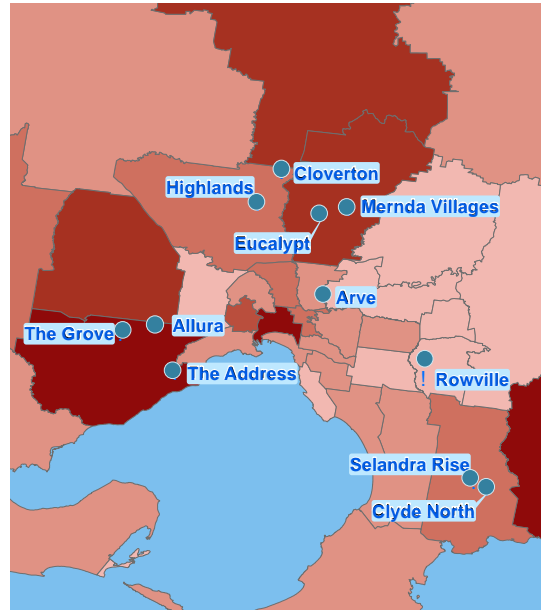 Cloverton
Highlands
Mernda Villages
Eucalypt
Arve
Allura
The Grove
The Address
! Rowville
Selandra Rise
Clyde North